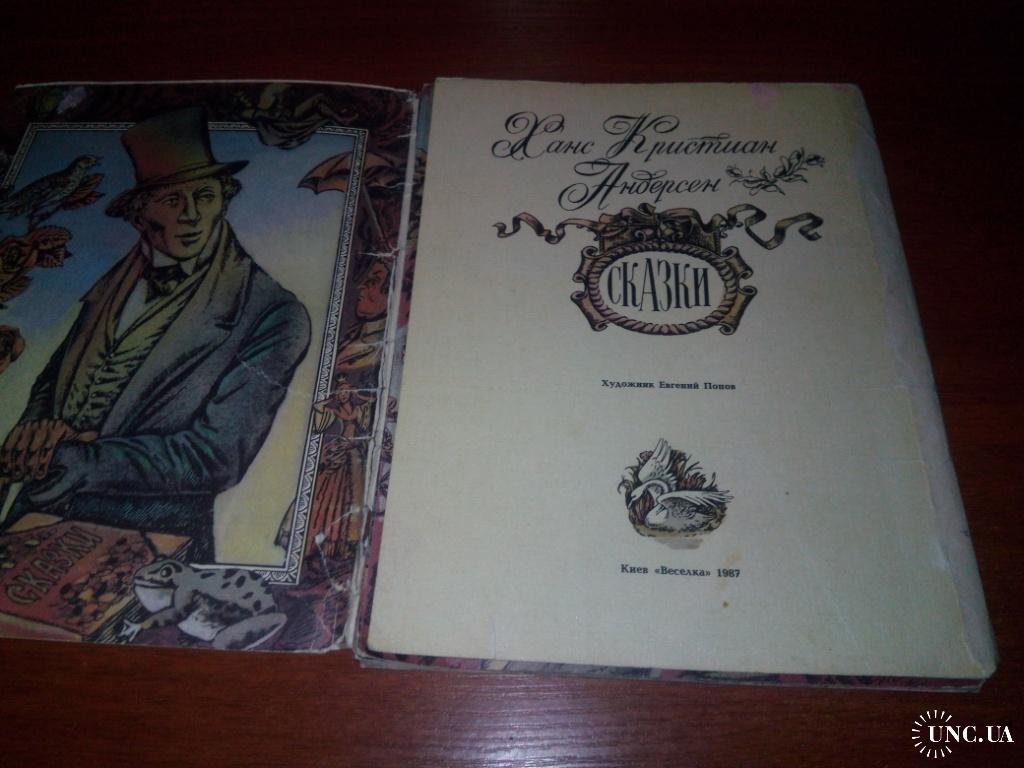 СКАЗКИ
Ханс Кристиан
Андерсен
СКАЗКИ
Художник Евгений Попов
Киев «Веселка» 1987
UNC.UA